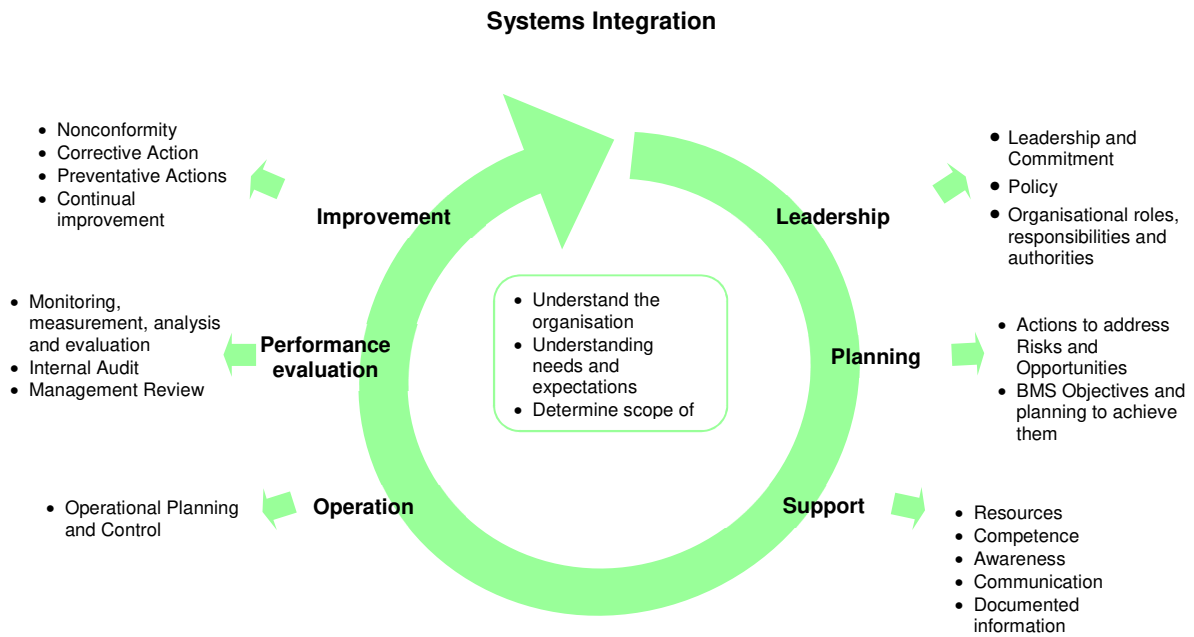 Systems Integration
• Nonconformity
• Corrective Action
• Preventative Actions
• Continual
improvement
Improvement
• Monitoring,
measurement, analysis
and evaluation
• Internal Audit
• Management Review
Performance
evaluation
• Operational Planning
and Control
Operation
• Understand the
organisation
• Understanding
needs and
expectations
• Determine scope of
Leadership
• Leadership and
Commitment
• Policy
• Organisational roles,
responsibilities and
authorities
Planning
• Actions to address
Risks and
Opportunities
• BMS Objectives and
planning to achieve
them
Support
• Resources
• Competence
• Awareness
• Communication
• Documented
information